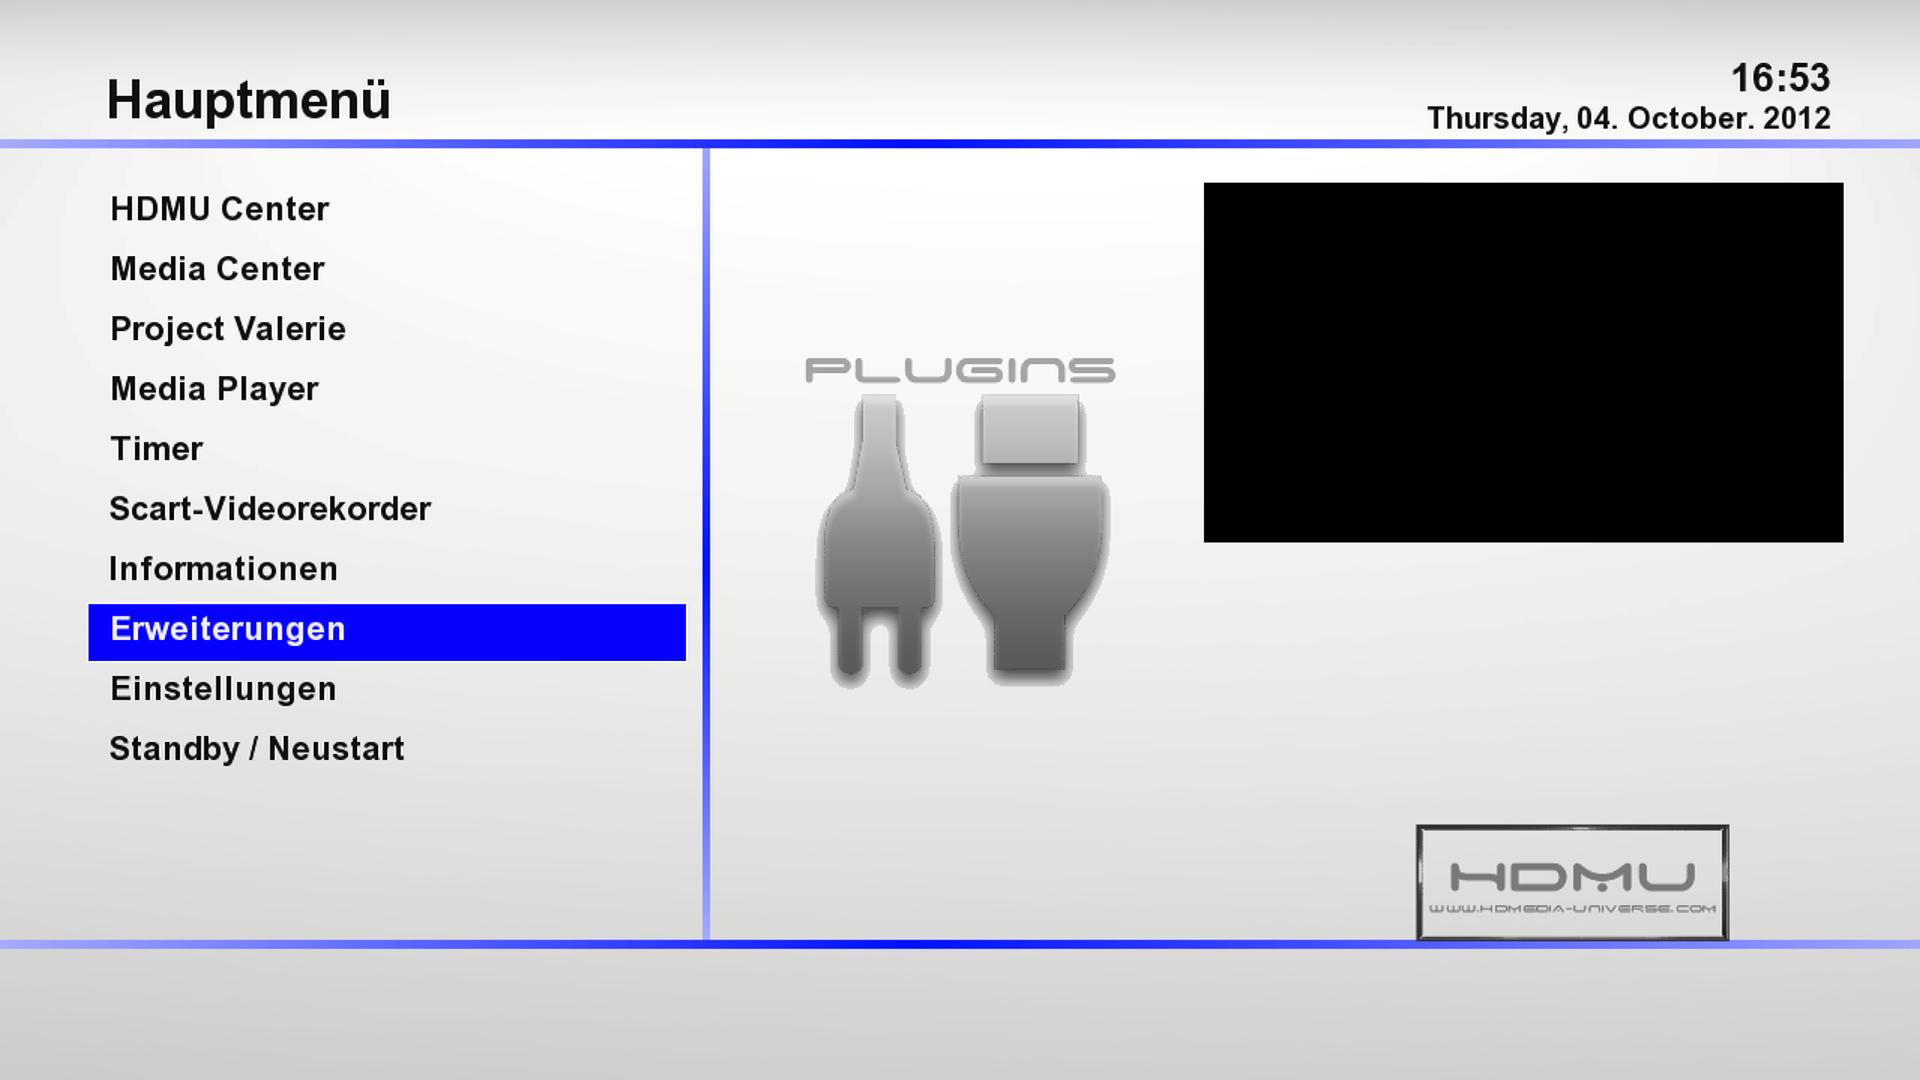 Hauptmenü
16:53
Thursday, 04. October. 2012
HDMU Center
Media Center
Project Valerie
Media Player
Timer
Scart-Videorekorder
Informationen
Erweiterungen
Einstellungen
Standby / Neustart
PLUGINS
HDMU
WWW.HDMEDIA-UNIVERSE.COM